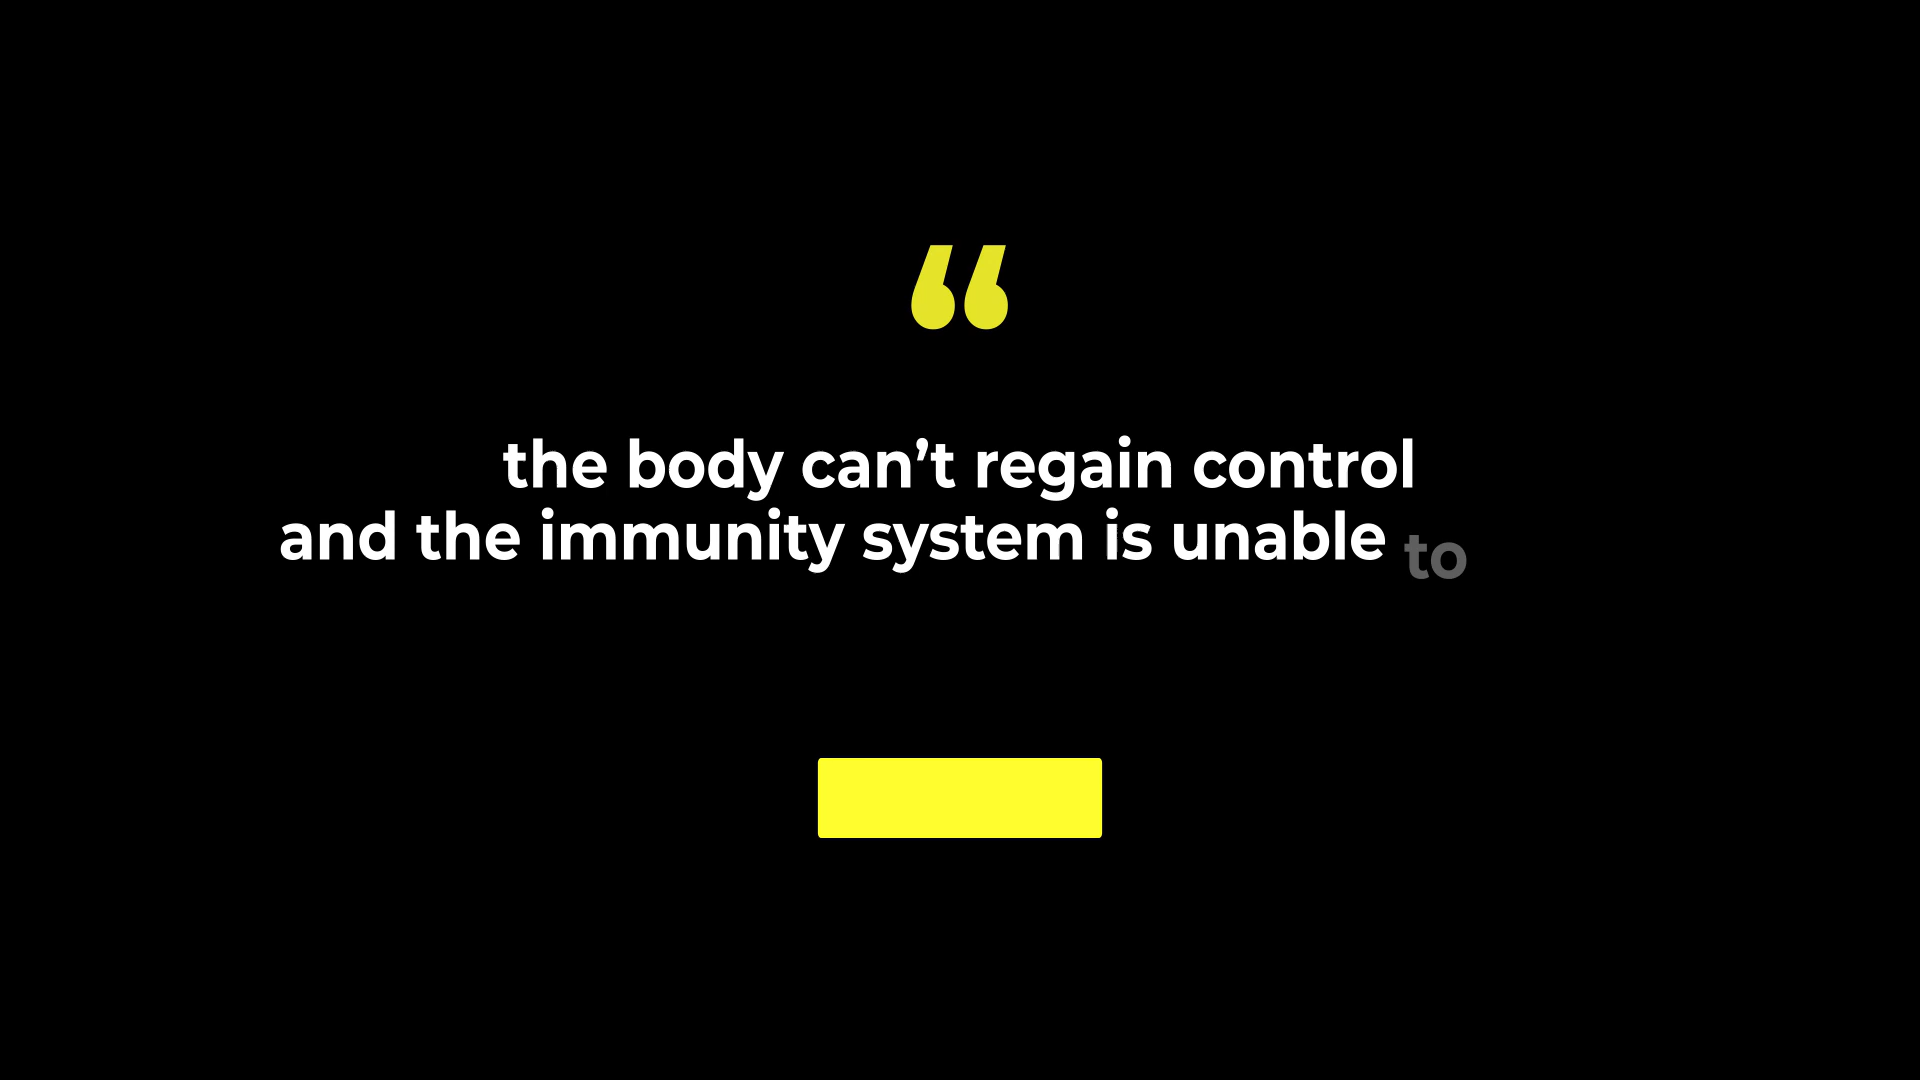 “
the body can’t regain control
and the immunity system is unable to